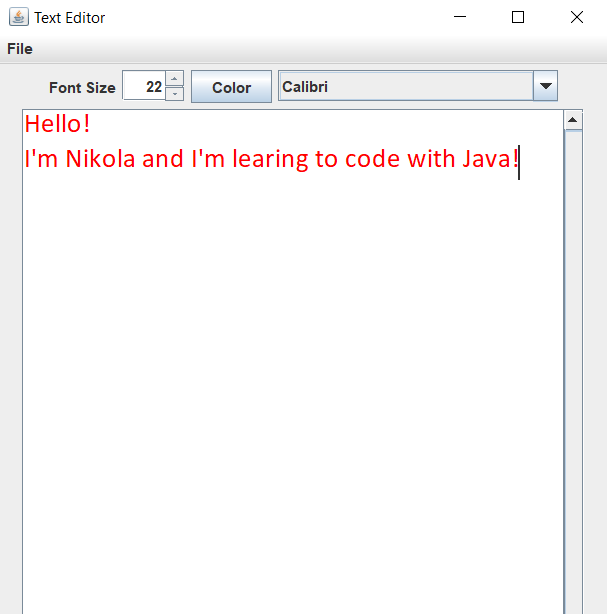 Text Editor
File
Font Size 22 Color Calibri
Hello!
I'm Nikola and I'm learing to code with Java!